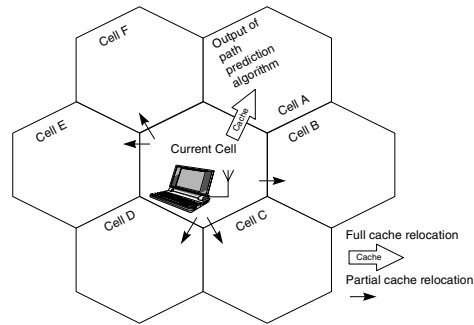 Cell F
Output of
path
prediction
algorithm
Cell A
Cell E
Cache
Cell B
Current Cell
Cell D
Cell C
Full cache relocation
Cache
Partial cache relocation